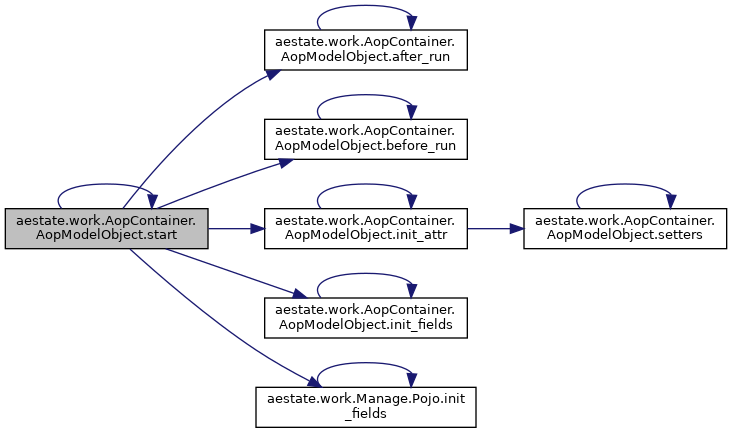 aestate.work.AopContainer.
AopModelObject.after_run
aestate.work.AopContainer.
AopModelObject.before_run
aestate.work.AopContainer.
AopModelObject.start
aestate.work.AopContainer.
AopModelObject.init_attr
aestate.work.AopContainer.
AopModelObject.setters
aestate.work.AopContainer.
AopModelObject.init_fields
aestate.work.Manage.Pojo.init
_fields